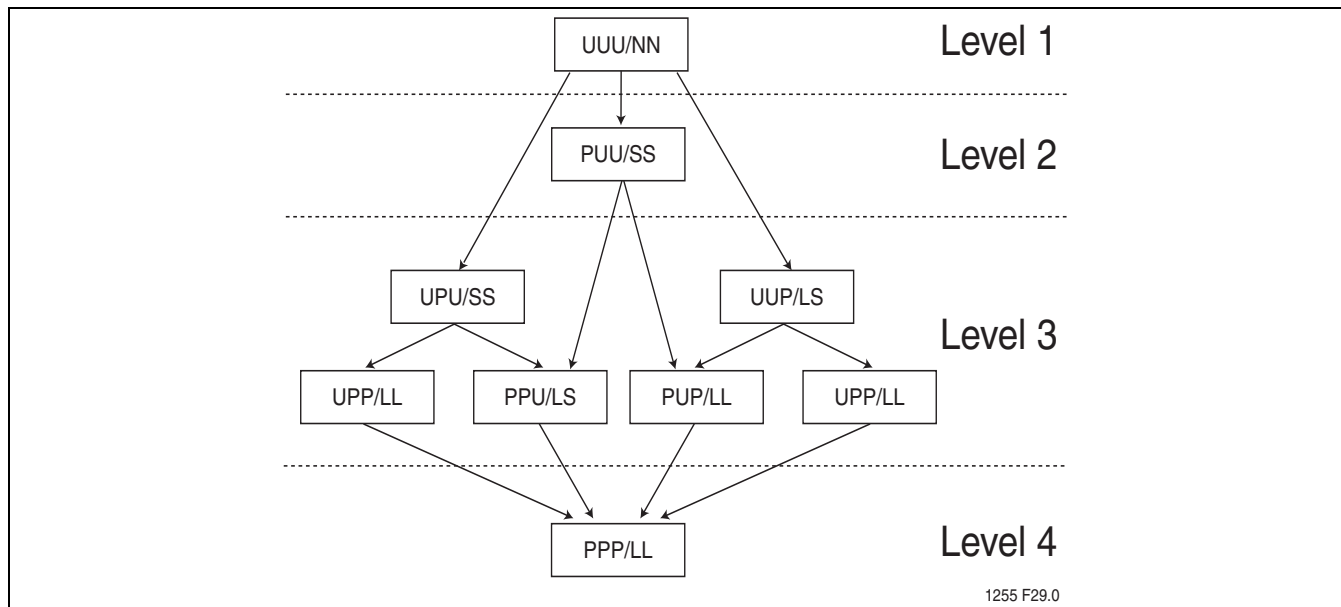 UUU/NN
Level 1
PUU/SS
Level 2
UPU/SS
UUP/LS
Level 3
UPP/LL
PPU/LS
PUP/LL
UPP/LL
PPP/LL
Level 4
1255 F29.0